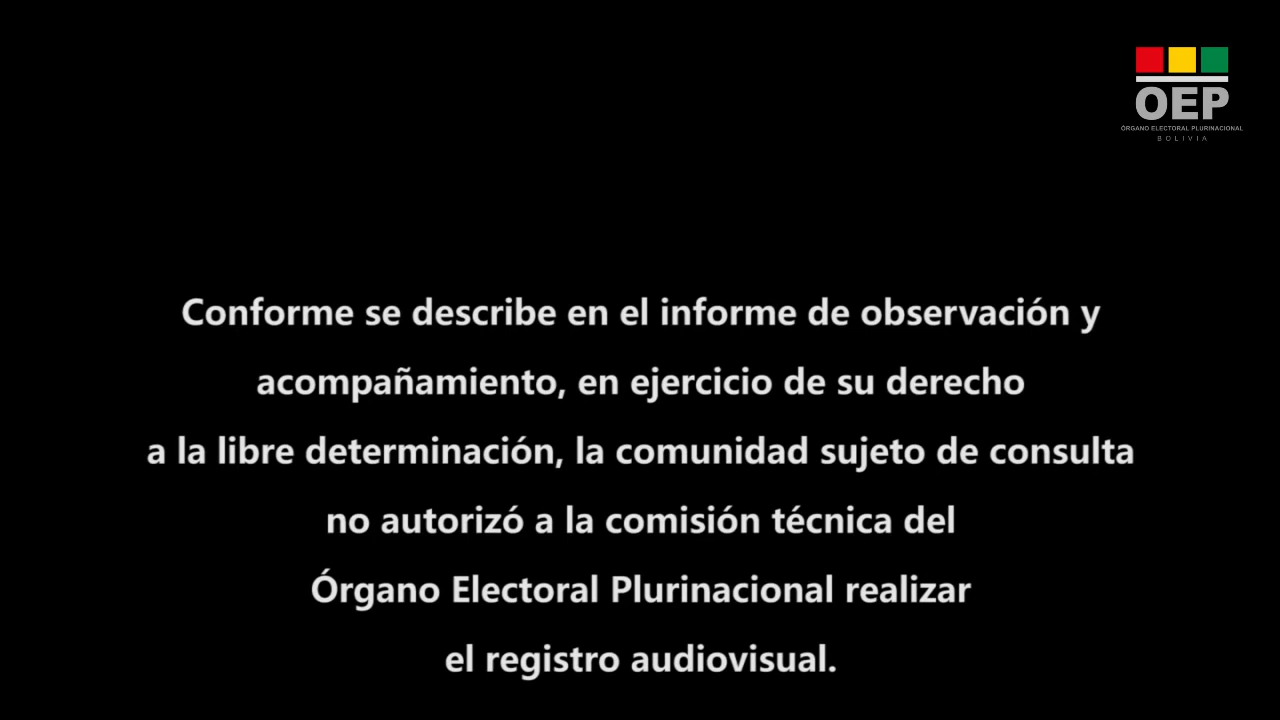 OEP
ÓRGANO ELECTORAL PLURINACIONAL
BOLIVIA
Conforme se describe en el informe de observación y
acompañamiento, en ejercicio de su derecho
a la libre determinación, la comunidad sujeto de consulta
no autorizó a la comisión técnica del
Órgano Electoral Plurinacional realizar
el registro audiovisual.